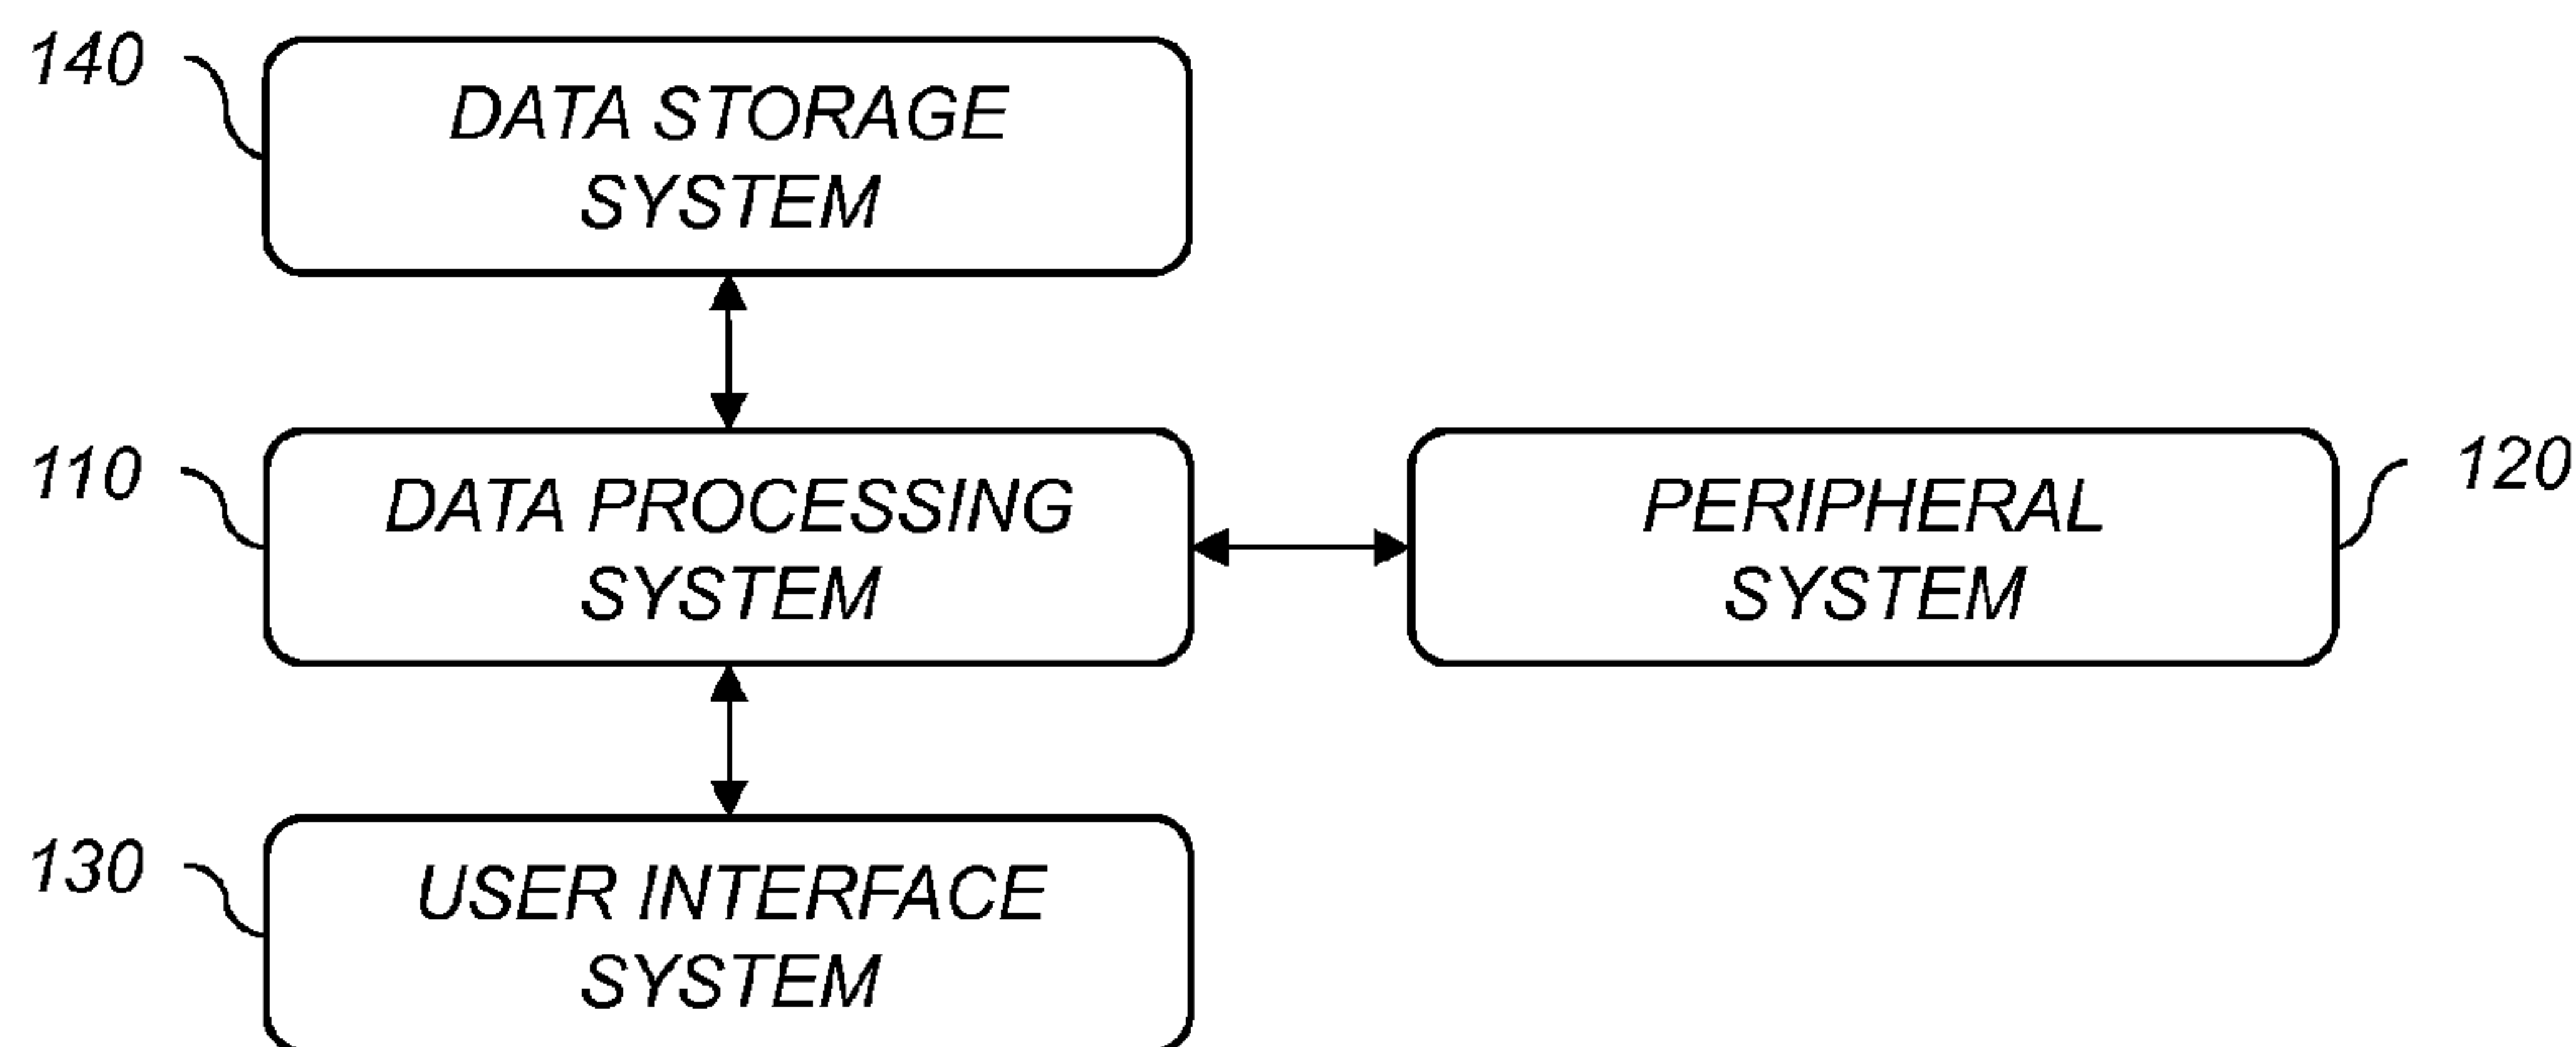 140
DATA STORAGE
SYSTEM
110
DATA PROCESSING
SYSTEM
PERIPHERAL
SYSTEM
120
130
USER INTERFACE
SYSTEM